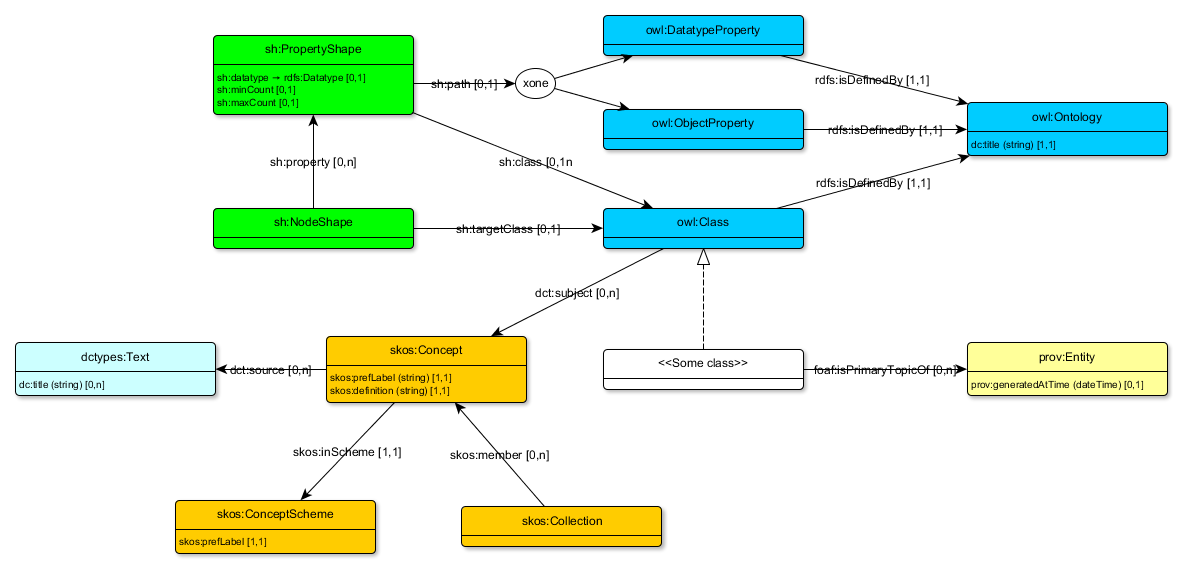 owl:DatatypeProperty
sh:PropertyShape
sh:datatype → rdfs:Datatype [0,1]
sh:minCount [0,1]
sh:maxCount [0,1]
sh:path [0,1]
xone
rdfs:isDefinedBy [1,1]
owl:ObjectProperty
rdfs:isDefinedBy [1,1]
owl:Ontology
dc:title (string) [1,1]
sh:property [0,n]
sh:class [0,1n
rdfs:isDefinedBy [1,1]
sh:NodeShape
sh:targetClass [0,1]
owl:Class
dct:subject [0,n]
dctypes:Text
dc:title (string) [0,n]
dct:source [0,n]
skos:Concept
skos:prefLabel (string) [1,1]
skos:definition (string) [1,1]
<<Some class>>
foaf:isPrimaryTopicOf [0,n]
prov:Entity
prov:generatedAtTime (dateTime) [0,1]
skos:inScheme [1,1]
skos:member [0,n]
skos:ConceptScheme
skos:prefLabel [1,1]
skos:Collection